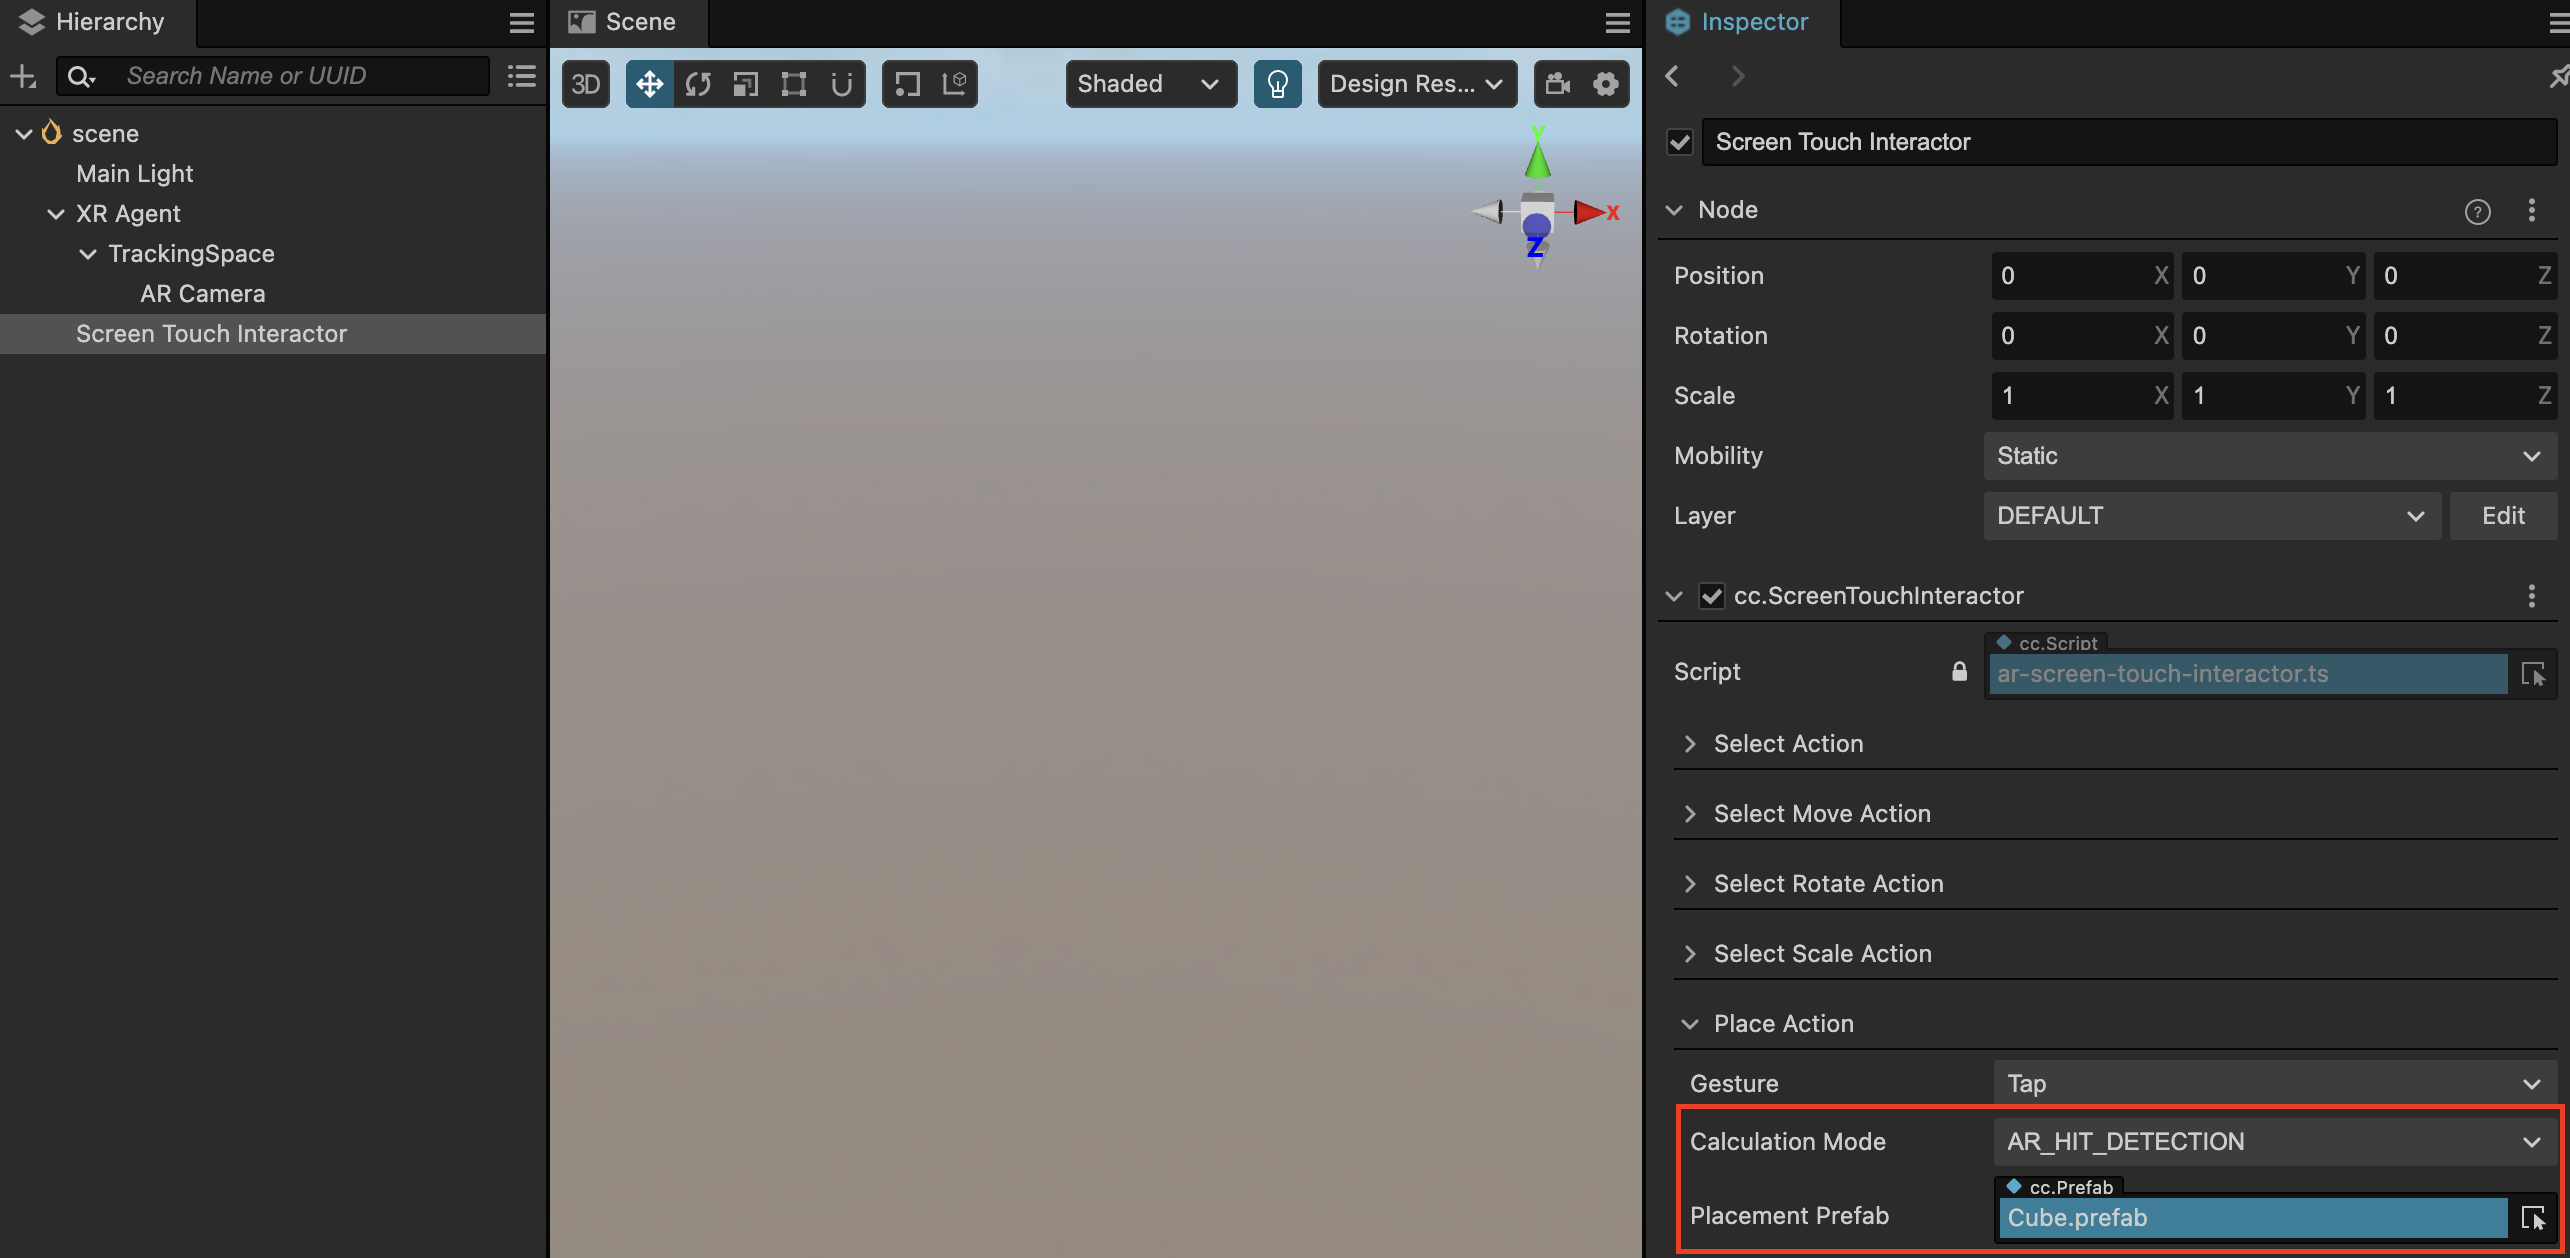 Hierarchy
Search Name or UUID
scene
Main Light
XR Agent
TrackingSpace
AR Camera
Screen Touch Interactor
Scene
3D
Shaded
Design Res...
Y
X
Z
Inspector
Screen Touch Interactor
Node
?
Position 0 X 0 Y 0 Z
Rotation 0 X 0 Y 0 Z
Scale 1 X 1 Y 1 Z
Mobility Static
Layer DEFAULT Edit
cc.ScreenTouchInteractor
cc.Script
Script ar-screen-touch-interactor.ts
Select Action
Select Move Action
Select Rotate Action
Select Scale Action
Place Action
Gesture Tap
Calculation Mode AR_HIT_DETECTION
cc.Prefab
Placement Prefab Cube.prefab